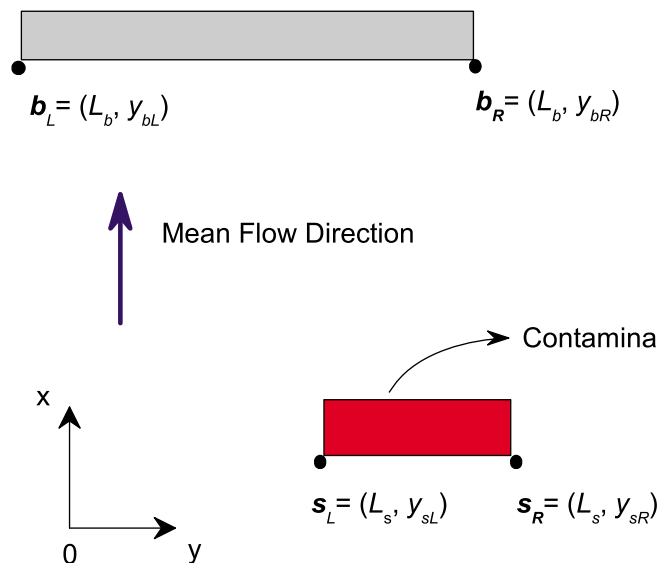 b_L = (L_b, y_bL)
b_R = (L_b, y_bR)
Mean Flow Direction
Contamina
x
s_L = (L_s, y_sL)
s_R = (L_s, y_sR)
0
y